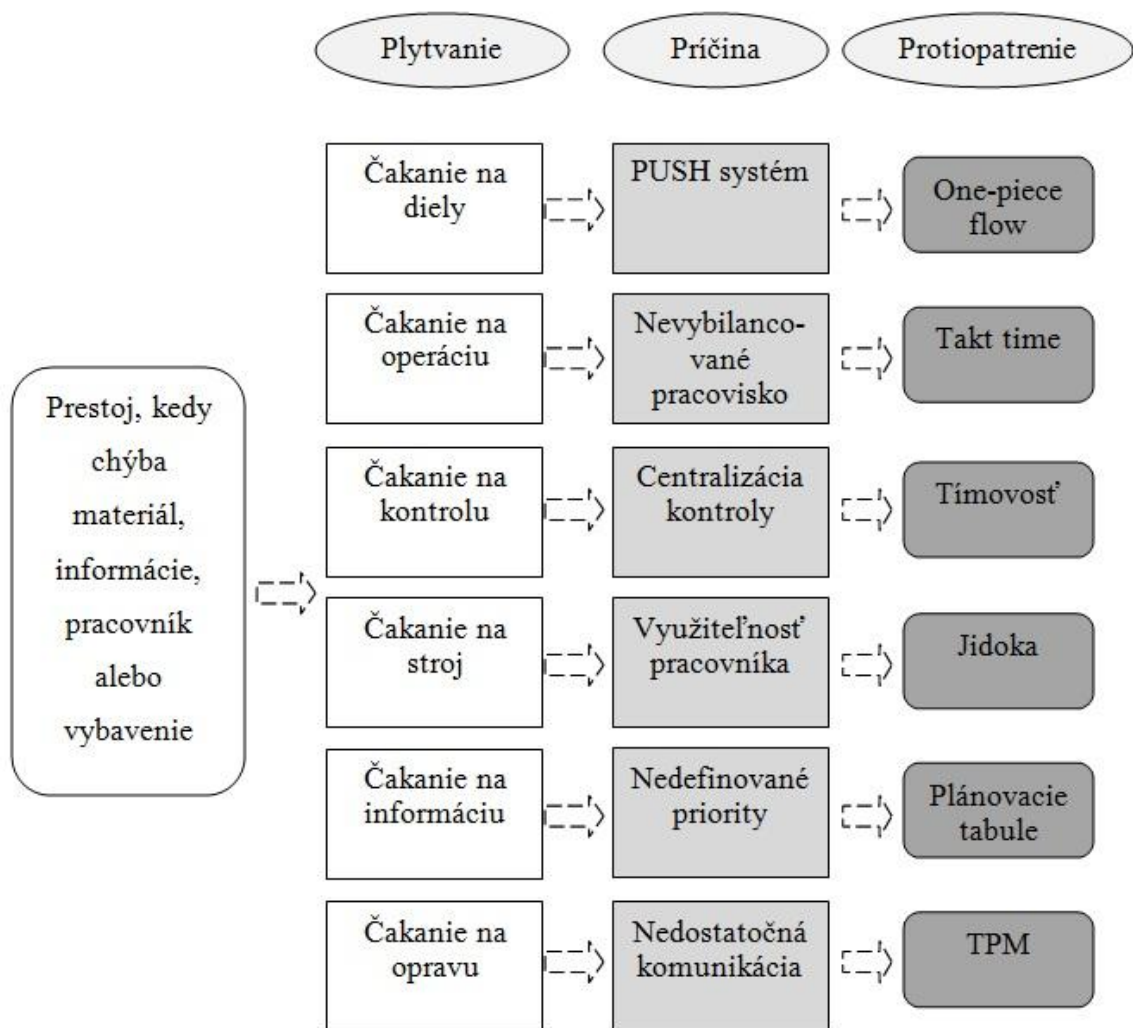 Plytvanie
Príčina
Protiopatrenie
Prestoj, kedy
chýba
materiál,
informácie,
pracovník
alebo
vybavenie
Čakanie na
diely
PUSH systém
One-piece
flow
Čakanie na
operáciu
Nevybilanco-
vané
pracovisko
Takt time
Čakanie na
kontrolu
Centralizácia
kontroly
Tímovosť
Čakanie na
stroj
Využiteľnosť
pracovníka
Jidoka
Čakanie na
informáciu
Nedefinované
priority
Plánovacie
tabule
Čakanie na
opravu
Nedostatočná
komunikácia
TPM